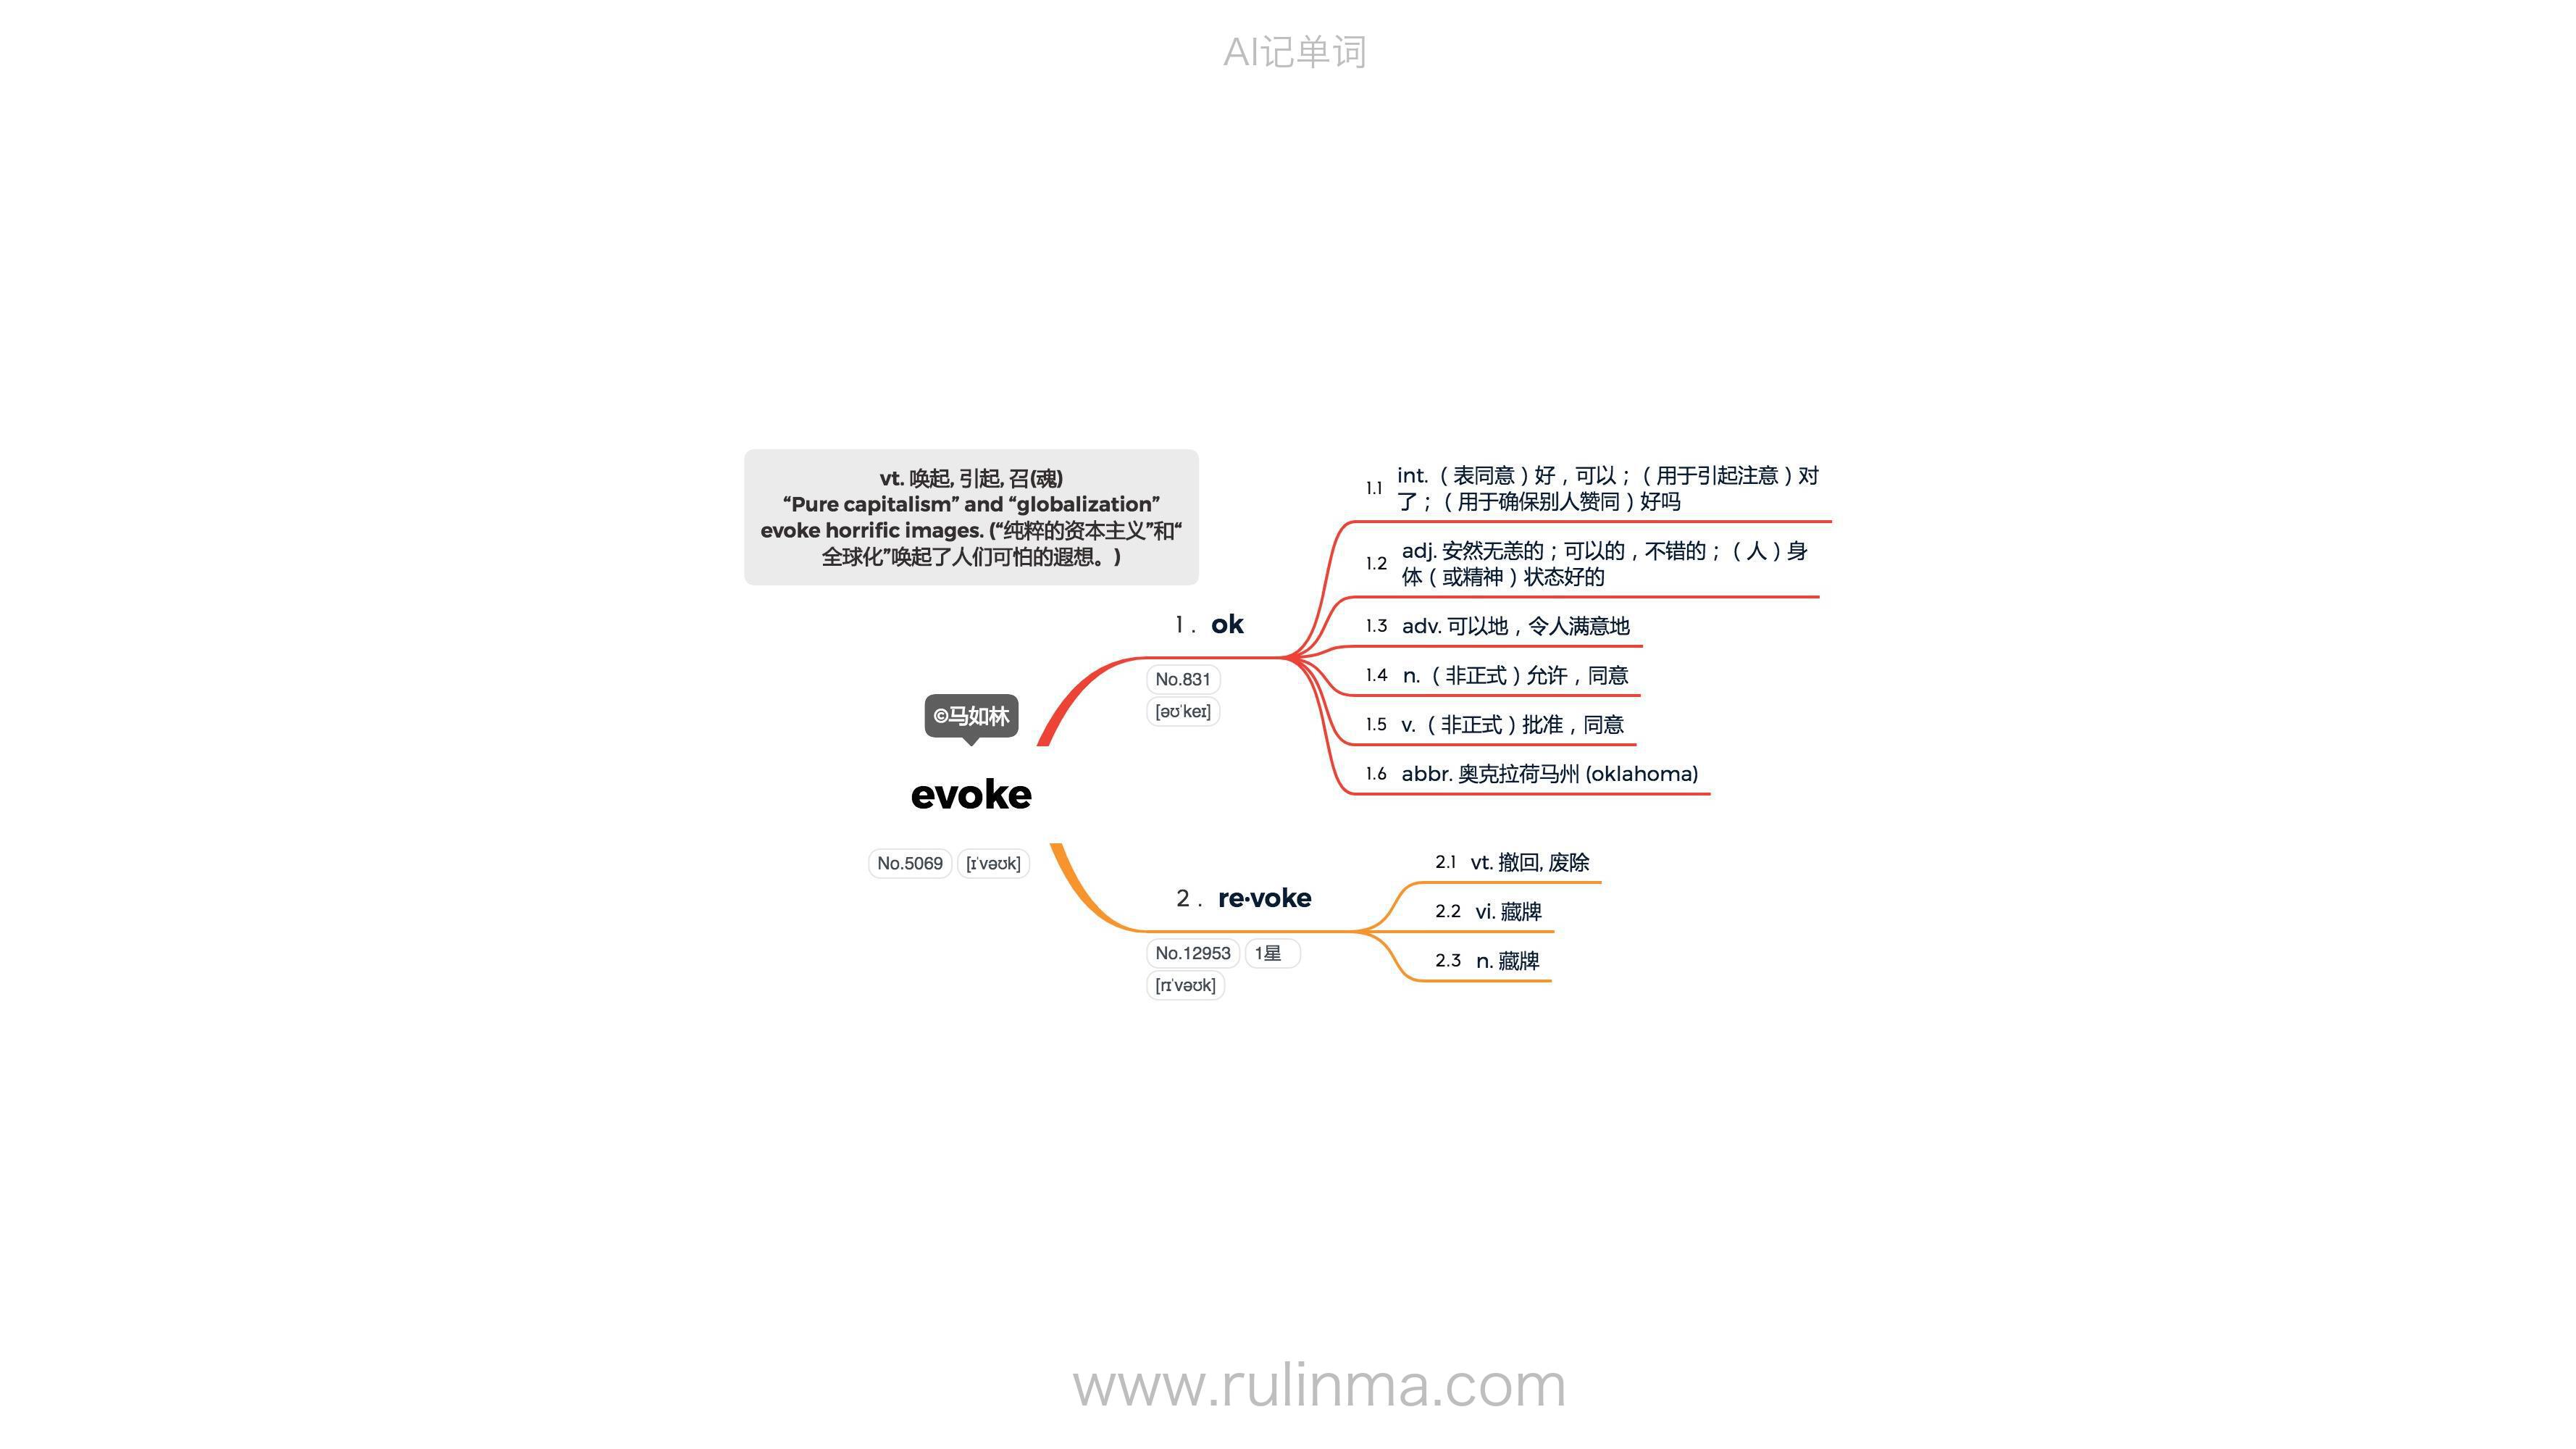 AI记单词
vt. 唤起, 引起, 召(魂)
“Pure capitalism” and “globalization”
evoke horrific images. (“纯粹的资本主义”和“
全球化”唤起了人们可怕的遐想。)
©马如林
evoke
No.5069 [ɪˈvəʊk]
1 . ok
No.831
[əʊˈkeɪ]
1.1 int.（表同意）好，可以；（用于引起注意）对
了；（用于确保别人赞同）好吗
1.2 adj. 安然无恙的；可以的，不错的；（人）身
体（或精神）状态好的
1.3 adv. 可以地，令人满意地
1.4 n.（非正式）允许，同意
1.5 v.（非正式）批准，同意
1.6 abbr. 奥克拉荷马州 (oklahoma)
2 . re·voke
No.12953 1星
[rɪˈvəʊk]
2.1 vt. 撤回, 废除
2.2 vi. 藏牌
2.3 n. 藏牌
www.rulinma.com